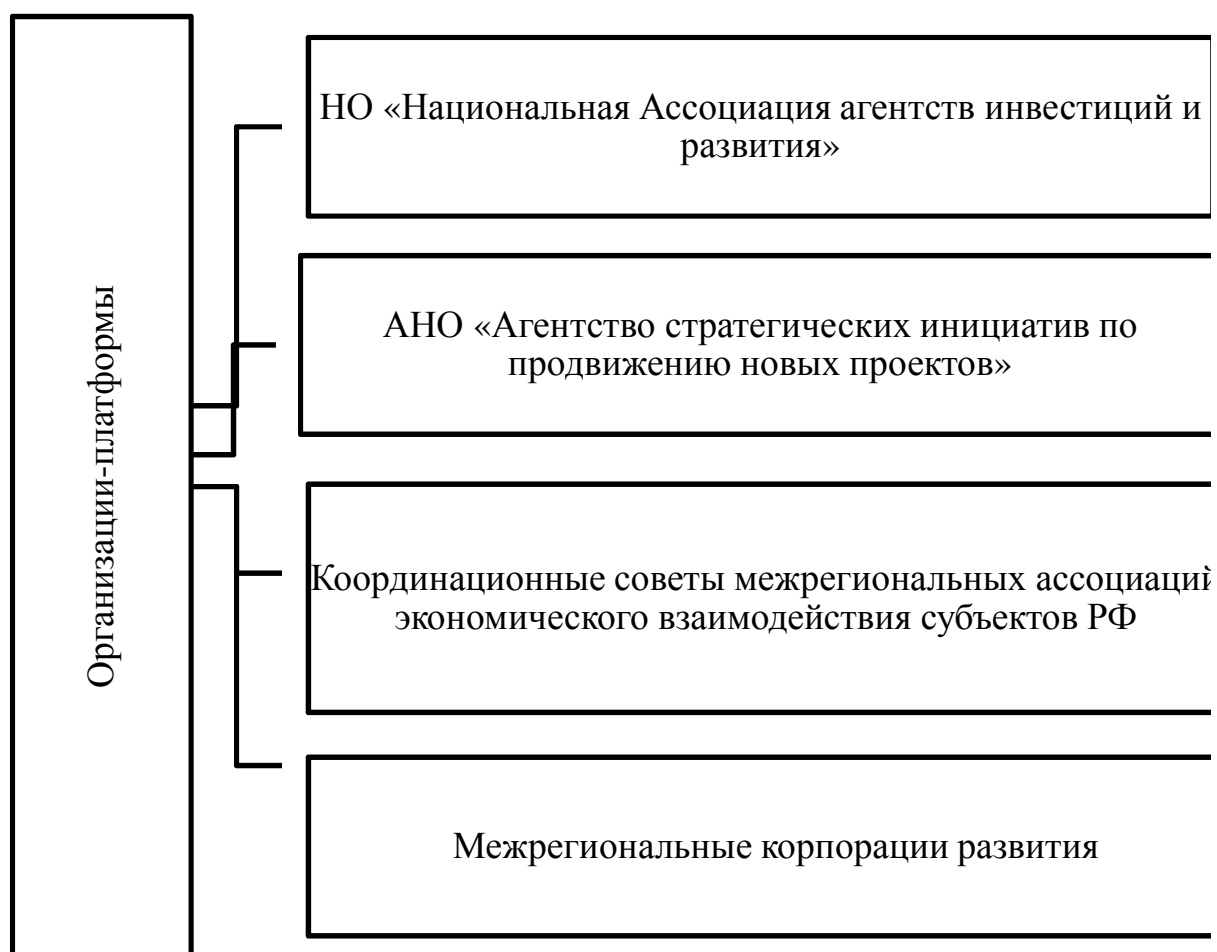 Организации-платформы
НО «Национальная Ассоциация агентств инвестиций и
развития»
АНО «Агентство стратегических инициатив по
продвижению новых проектов»
Координационные советы межрегиональных ассоциаций
экономического взаимодействия субъектов РФ
Межрегиональные корпорации развития